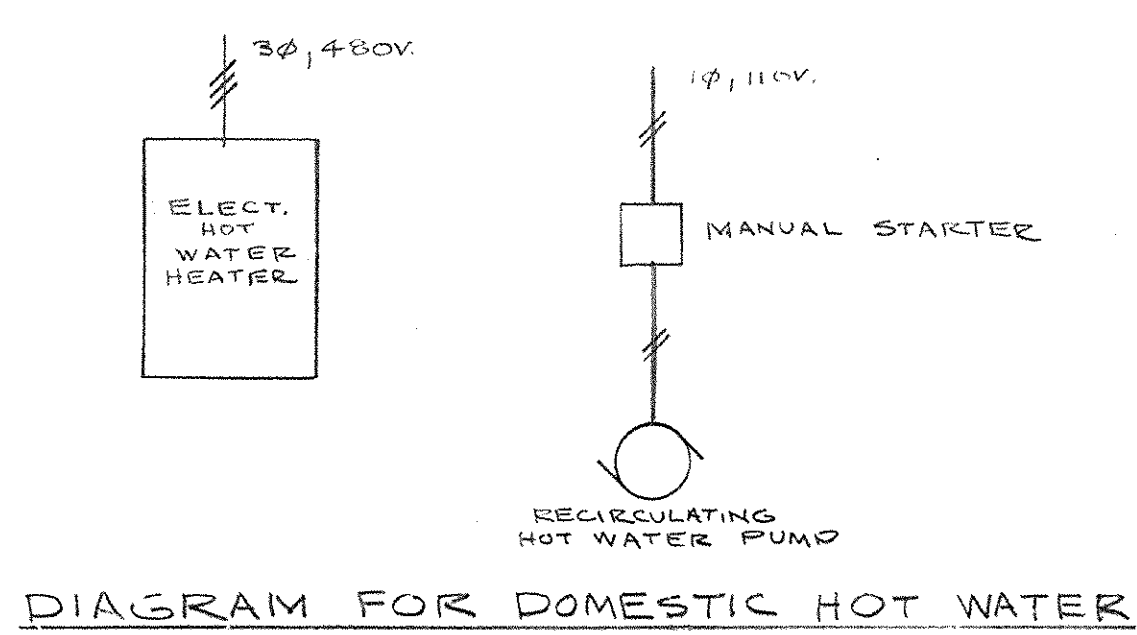 3Ø, 480V.
1Ø, 110V.
ELECT.
HOT
WATER
HEATER
MANUAL STARTER
RECIRCULATING
HOT WATER PUMP
DIAGRAM FOR DOMESTIC HOT WATER